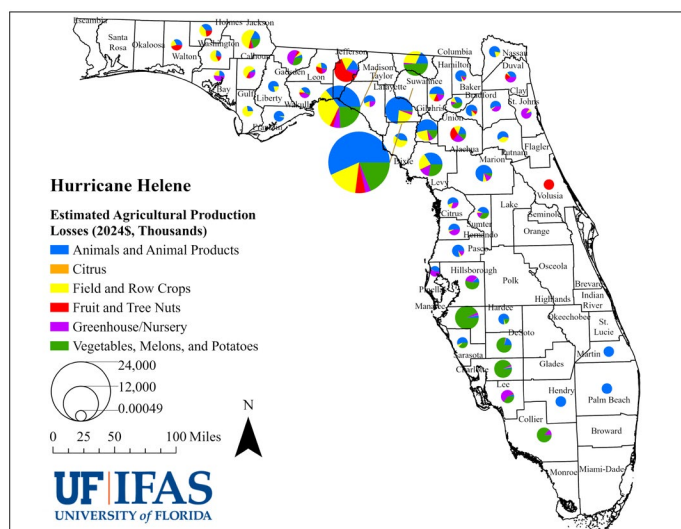 Escambia
Santa
Rosa
Okaloosa
Walton
Holmes
Jackson
Washington
Bay
Calhoun
Gulf
Liberty
Franklin
Gadsden
Leon
Wakulla
Jefferson
Madison
Taylor
Lafayette
Suwannee
Columbia
Hamilton
Baker
Nassau
Duval
Clay
St. Johns
Bradford
Union
Gilchrist
Alachua
Putnam
Flagler
Dixie
Levy
Marion
Volusia
Lake
Seminole
Orange
Citrus
Sumter
Hernando
Pasco
Hillsborough
Pinellas
Polk
Osceola
Brevard
Indian
River
Manatee
Hardee
Highlands
Okeechobee
St.
Lucie
DeSoto
Sarasota
Charlotte
Glades
Martin
Lee
Hendry
Palm Beach
Collier
Broward
Monroe
Miami-Dade
Hurricane Helene
Estimated Agricultural Production
Losses (2024$, Thousands)
Animals and Animal Products
Citrus
Field and Row Crops
Fruit and Tree Nuts
Greenhouse/Nursery
Vegetables, Melons, and Potatoes
24,000
12,000
0.00049
0 25 50 100 Miles
N
UF|IFAS
UNIVERSITY of FLORIDA